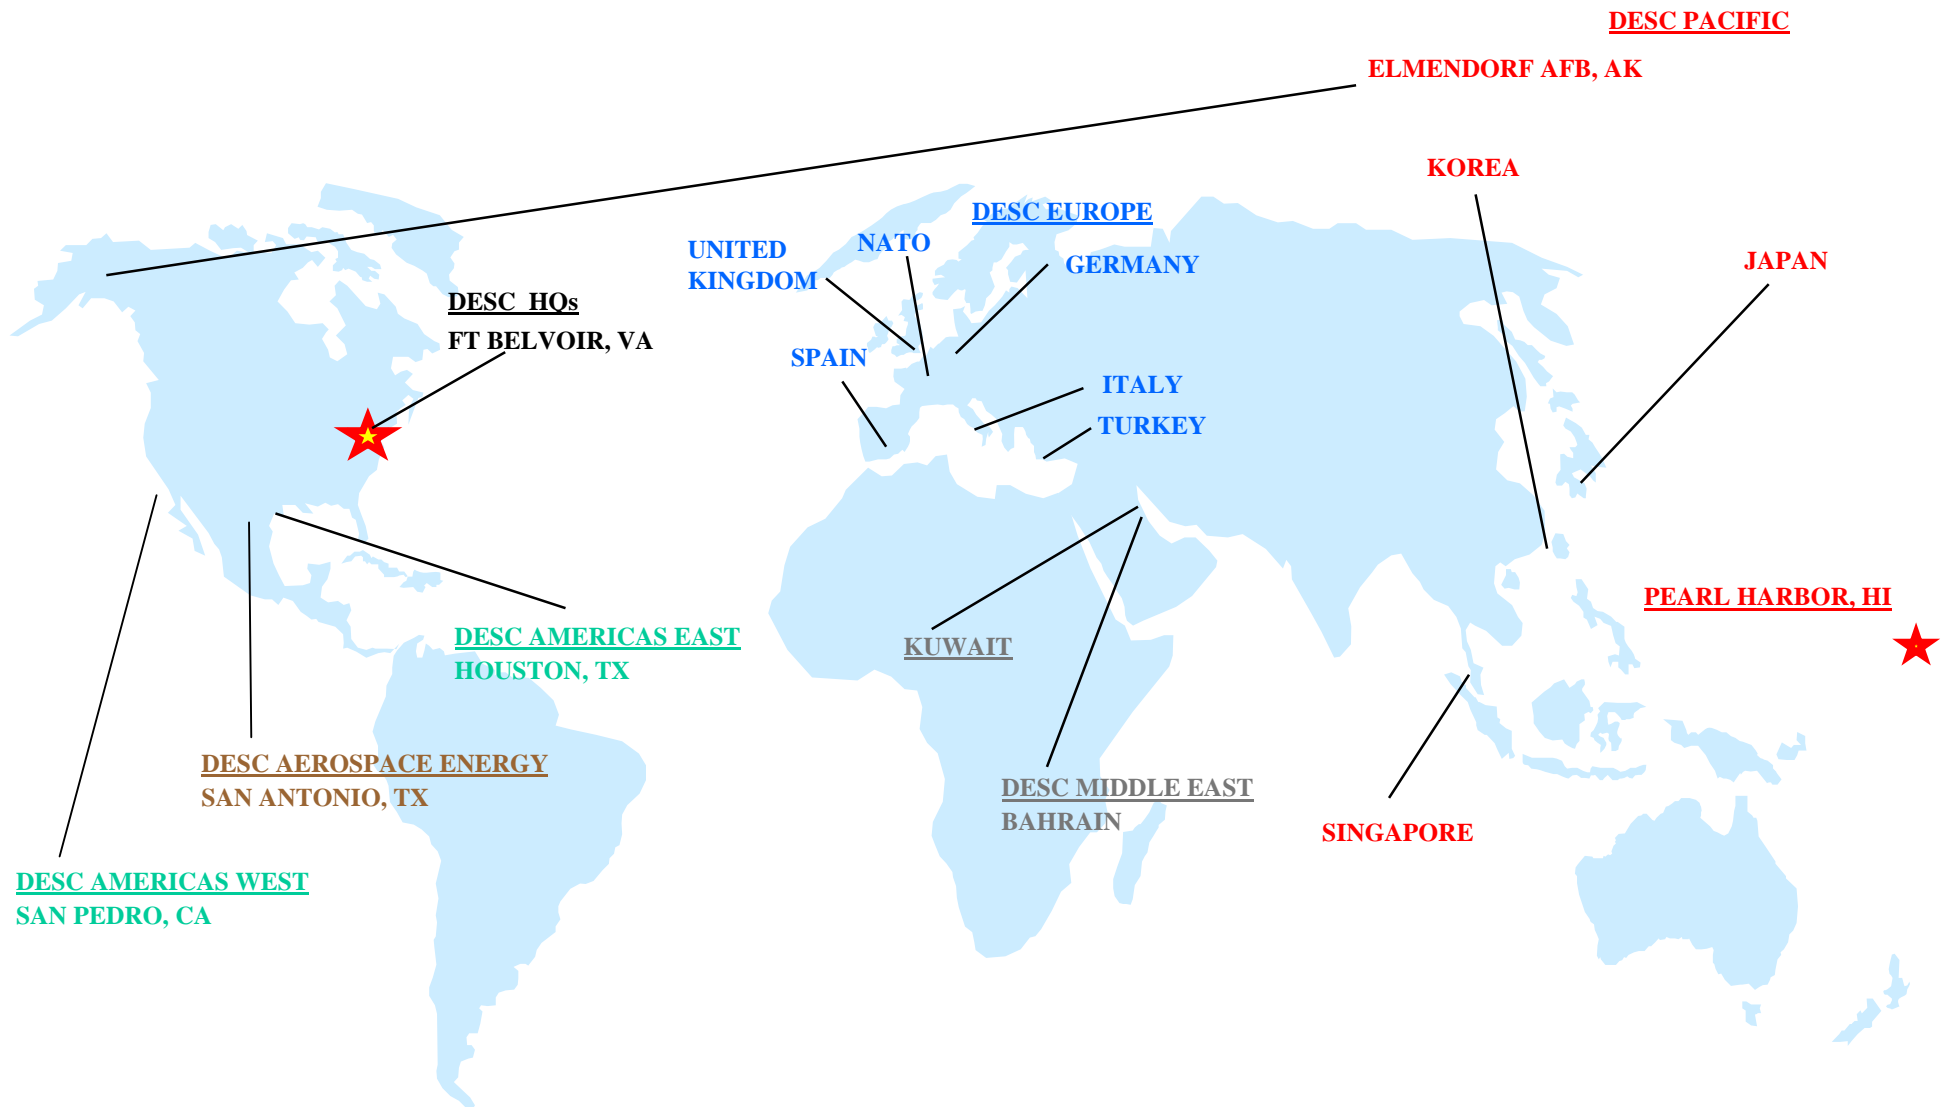 DESC PACIFIC
ELMENDORF AFB, AK
KOREA
DESC EUROPE
UNITED
KINGDOM
NATO
GERMANY
JAPAN
DESC HQs
FT BELVOIR, VA
SPAIN
ITALY
TURKEY
PEARL HARBOR, HI
DESC AMERICAS EAST
HOUSTON, TX
KUWAIT
DESC AEROSPACE ENERGY
SAN ANTONIO, TX
DESC MIDDLE EAST
BAHRAIN
SINGAPORE
DESC AMERICAS WEST
SAN PEDRO, CA